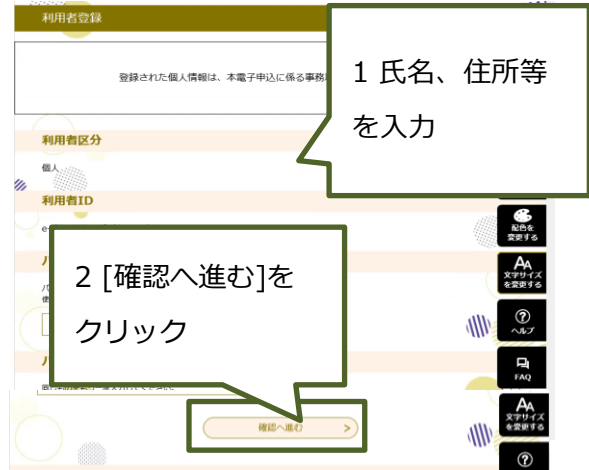 利用者登録
登録された個人情報は、本電子申込に係る事務
1 氏名、住所等
を入力
利用者区分
個人
利用者ID
配色を
変更する
文字サイズ
を変更する
2 [確認へ進む]を
クリック
ヘルプ
FAQ
確認へ進む >
文字サイズ
を変更する